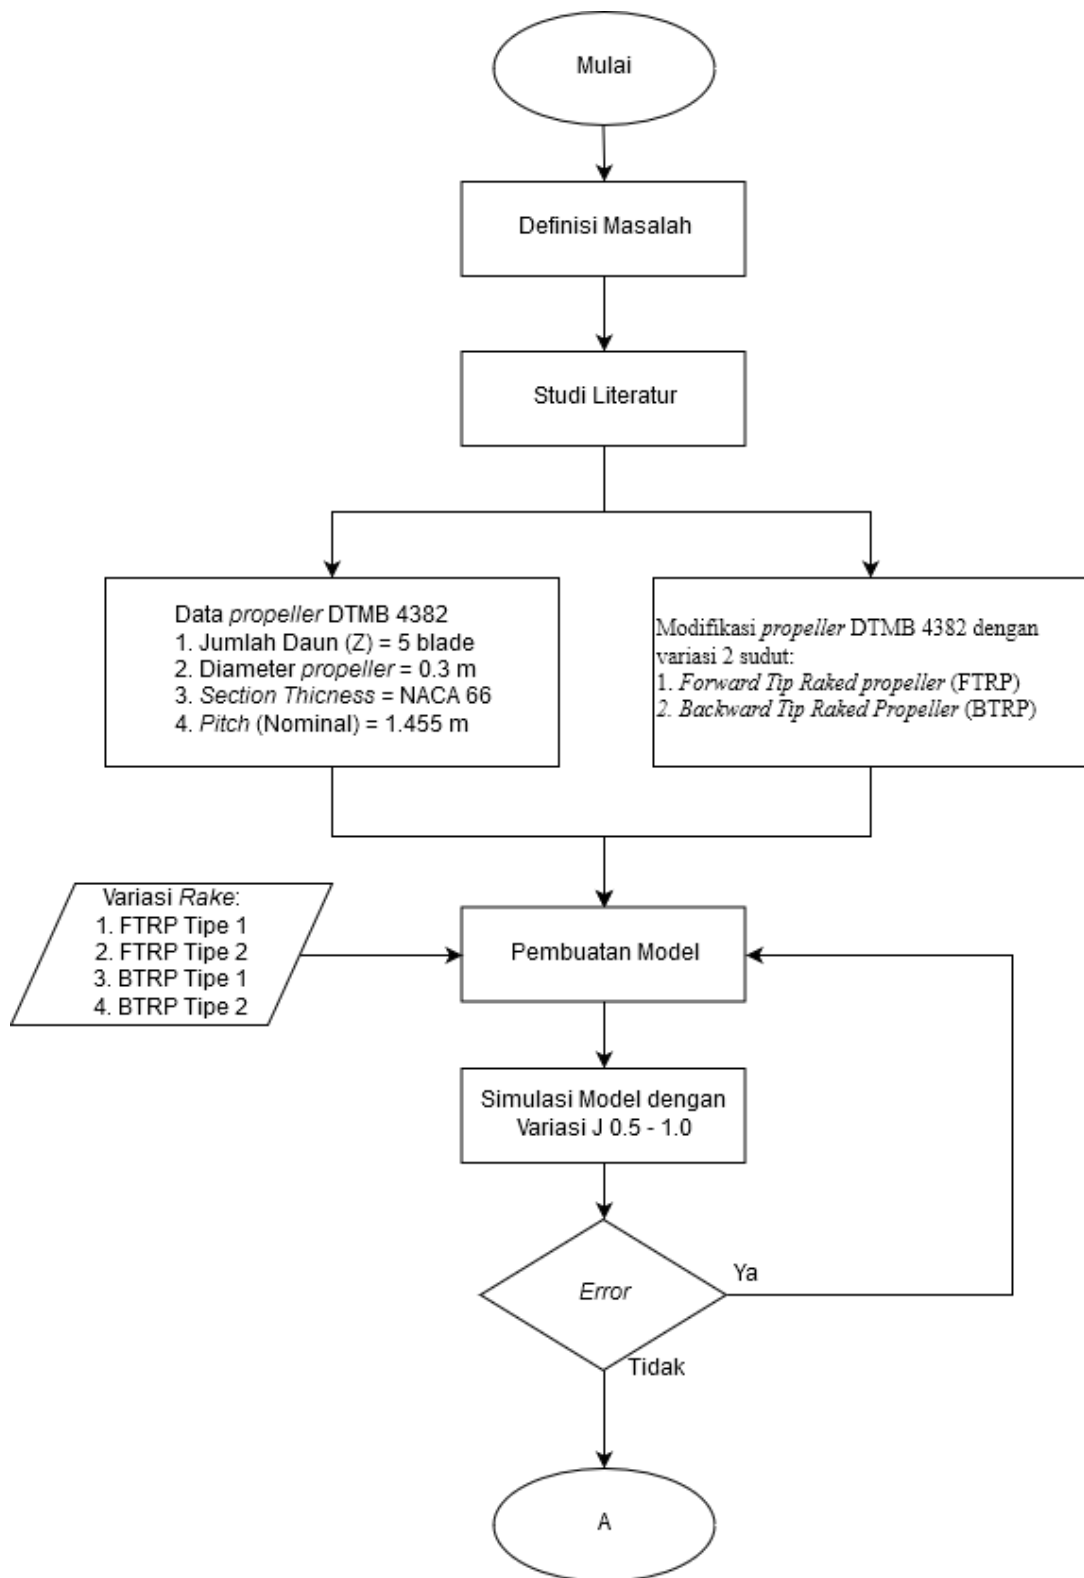 Mulai
Definisi Masalah
Studi Literatur
Data propeller DTMB 4382
1. Jumlah Daun (Z) = 5 blade
2. Diameter propeller = 0.3 m
3. Section Thicness = NACA 66
4. Pitch (Nominal) = 1.455 m
Modifikasi propeller DTMB 4382 dengan
variasi 2 sudut:
1. Forward Tip Raked propeller (FTRP)
2. Backward Tip Raked Propeller (BTRP)
Variasi Rake:
1. FTRP Tipe 1
2. FTRP Tipe 2
3. BTRP Tipe 1
4. BTRP Tipe 2
Pembuatan Model
Simulasi Model dengan
Variasi J 0.5 - 1.0
Error
Ya
Tidak
A